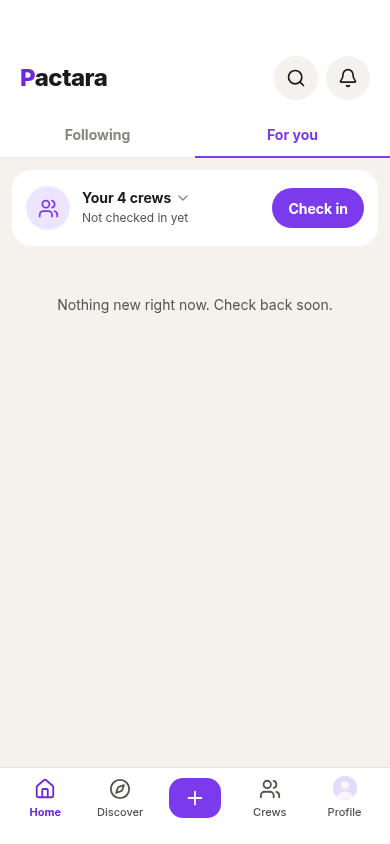 Pactara
Following
For you
Your 4 crews
Not checked in yet
Check in
Nothing new right now. Check back soon.
Home
Discover
Crews
Profile